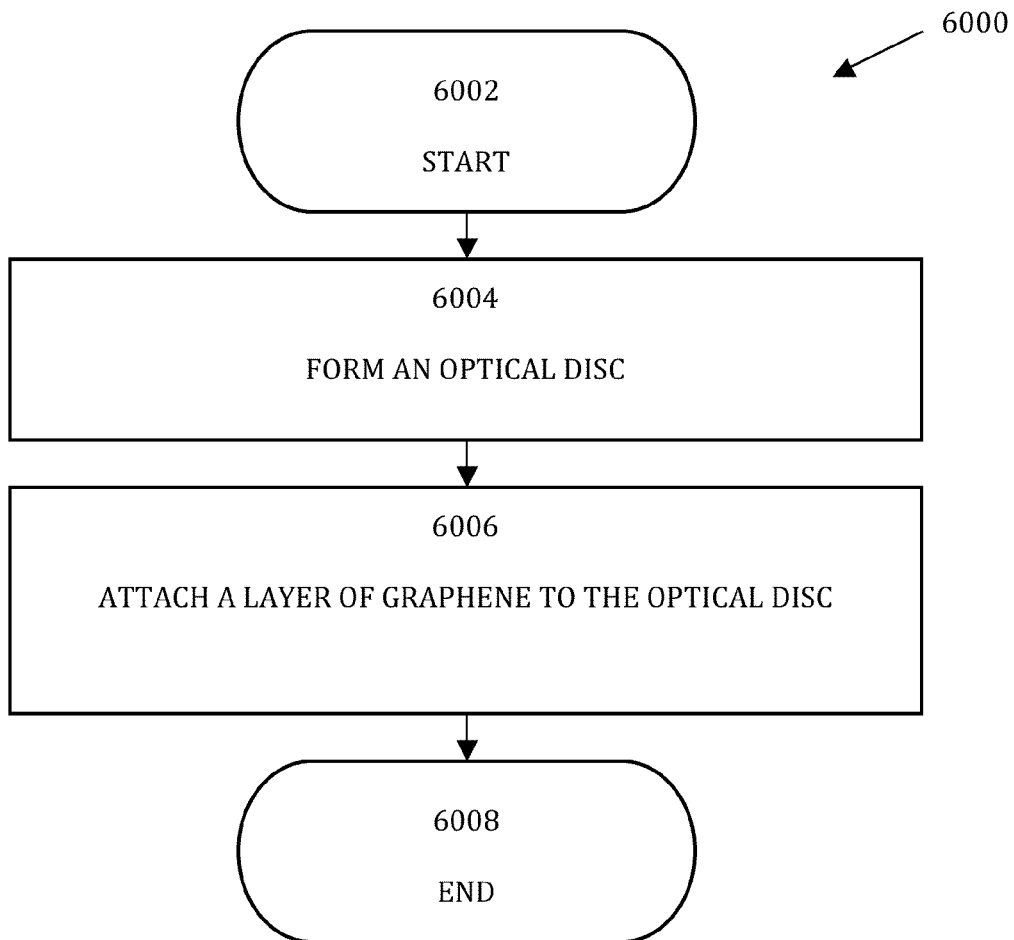 6000
6002
START
6004
FORM AN OPTICAL DISC
6006
ATTACH A LAYER OF GRAPHENE TO THE OPTICAL DISC
6008
END